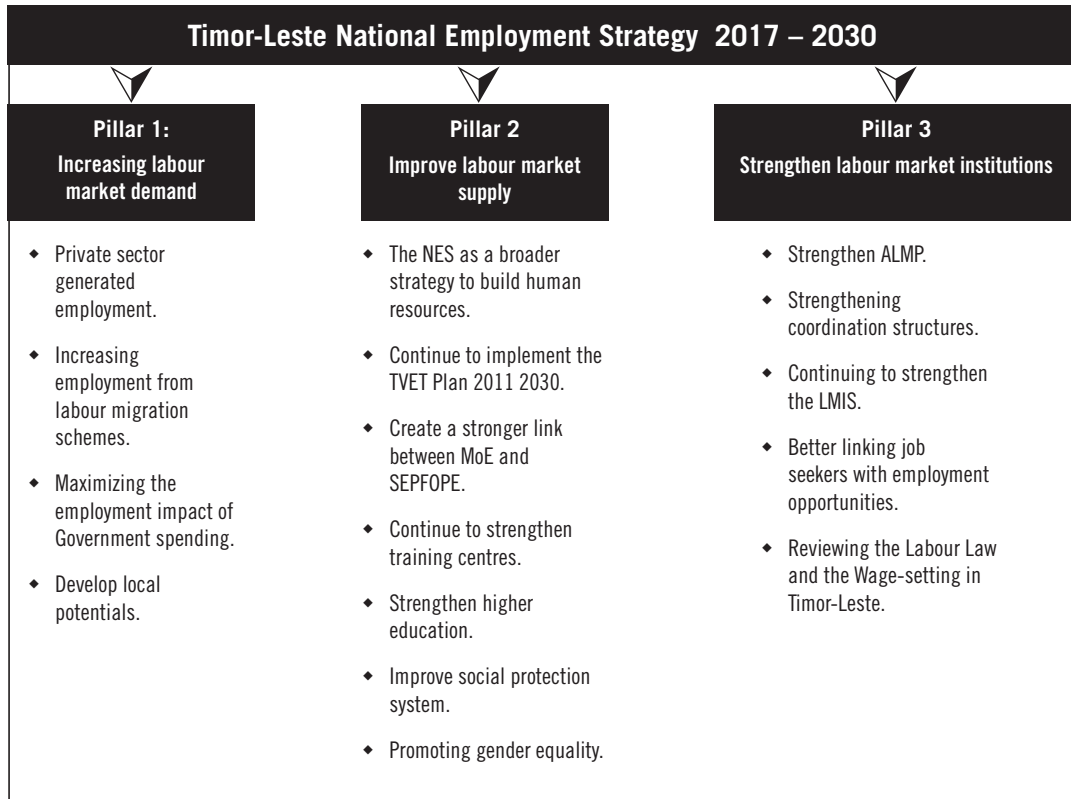 Timor-Leste National Employment Strategy 2017 – 2030
Pillar 1:
Increasing labour
market demand
◆ Private sector
generated
employment.
◆ Increasing
employment from
labour migration
schemes.
◆ Maximizing the
employment impact of
Government spending.
◆ Develop local
potentials.
Pillar 2
Improve labour market
supply
◆ The NES as a broader
strategy to build human
resources.
◆ Continue to implement the
TVET Plan 2011 2030.
◆ Create a stronger link
between MoE and
SEPFOPE.
◆ Continue to strengthen
training centres.
◆ Strengthen higher
education.
◆ Improve social protection
system.
◆ Promoting gender equality.
Pillar 3
Strengthen labour market institutions
◆ Strengthen ALMP.
◆ Strengthening
coordination structures.
◆ Continuing to strengthen
the LMIS.
◆ Better linking job
seekers with employment
opportunities.
◆ Reviewing the Labour Law
and the Wage-setting in
Timor-Leste.